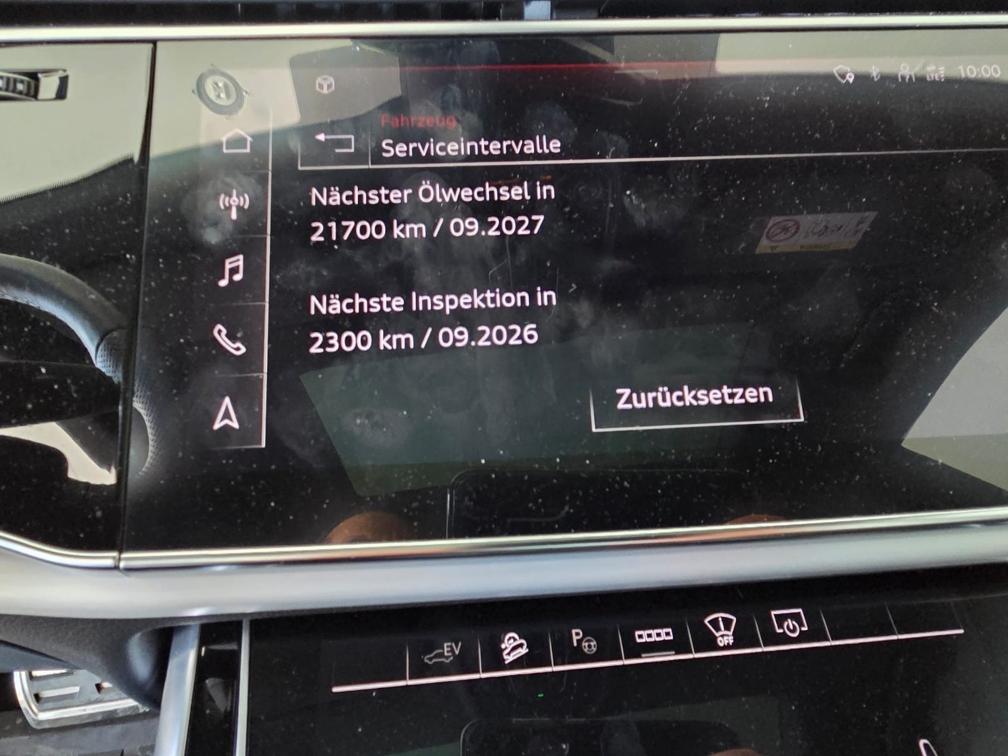 10:00
Fahrzeug
Serviceintervalle
Nächster Ölwechsel in
21700 km / 09.2027
Nächste Inspektion in
2300 km / 09.2026
Zurücksetzen
EV
P
OFF